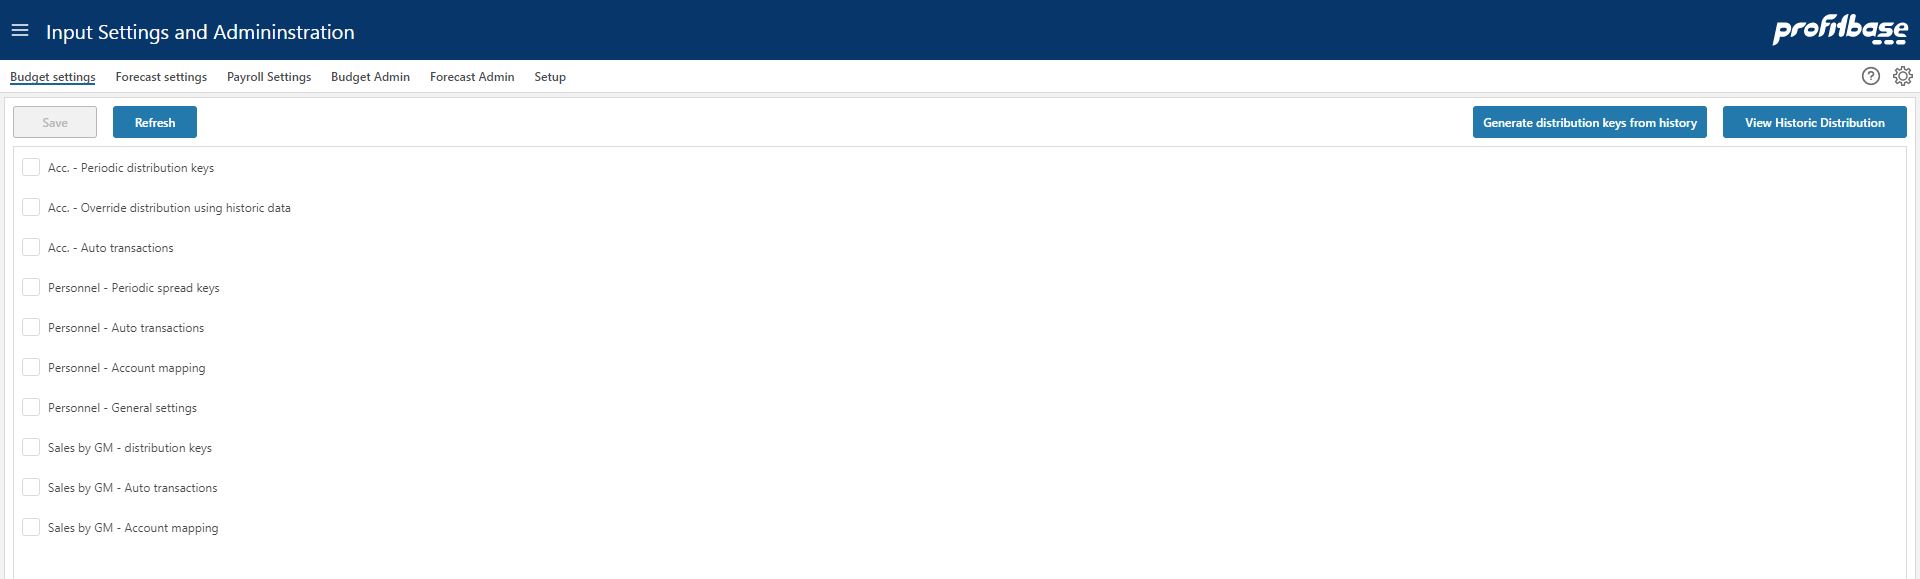 Input Settings and Admininstration
profitbase
Budget settings Forecast settings Payroll Settings Budget Admin Forecast Admin Setup
Save Refresh Generate distribution keys from history View Historic Distribution
Acc. - Periodic distribution keys
Acc. - Override distribution using historic data
Acc. - Auto transactions
Personnel - Periodic spread keys
Personnel - Auto transactions
Personnel - Account mapping
Personnel - General settings
Sales by GM - distribution keys
Sales by GM - Auto transactions
Sales by GM - Account mapping